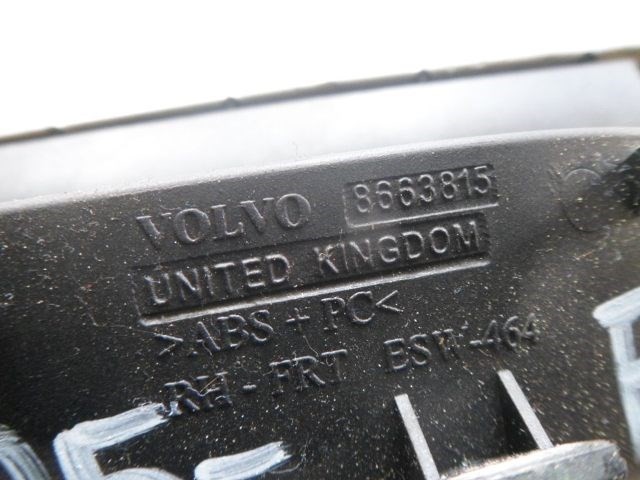 VOLVO 8663815
UNITED KINGDOM
>ABS + PC<
RH - FRT ESW-464